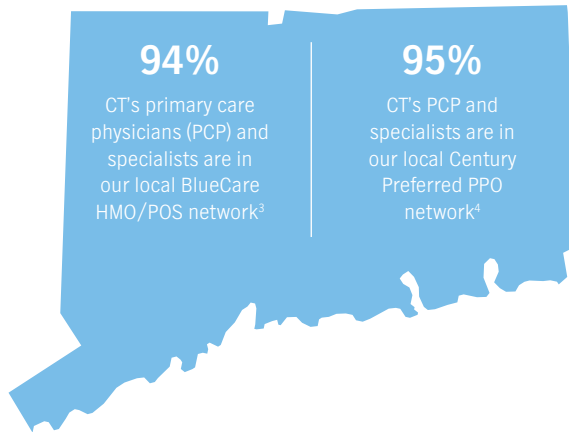 94%
CT's primary care
physicians (PCP) and
specialists are in
our local BlueCare
HMO/POS network³
95%
CT's PCP and
specialists are in
our local Century
Preferred PPO
network⁴